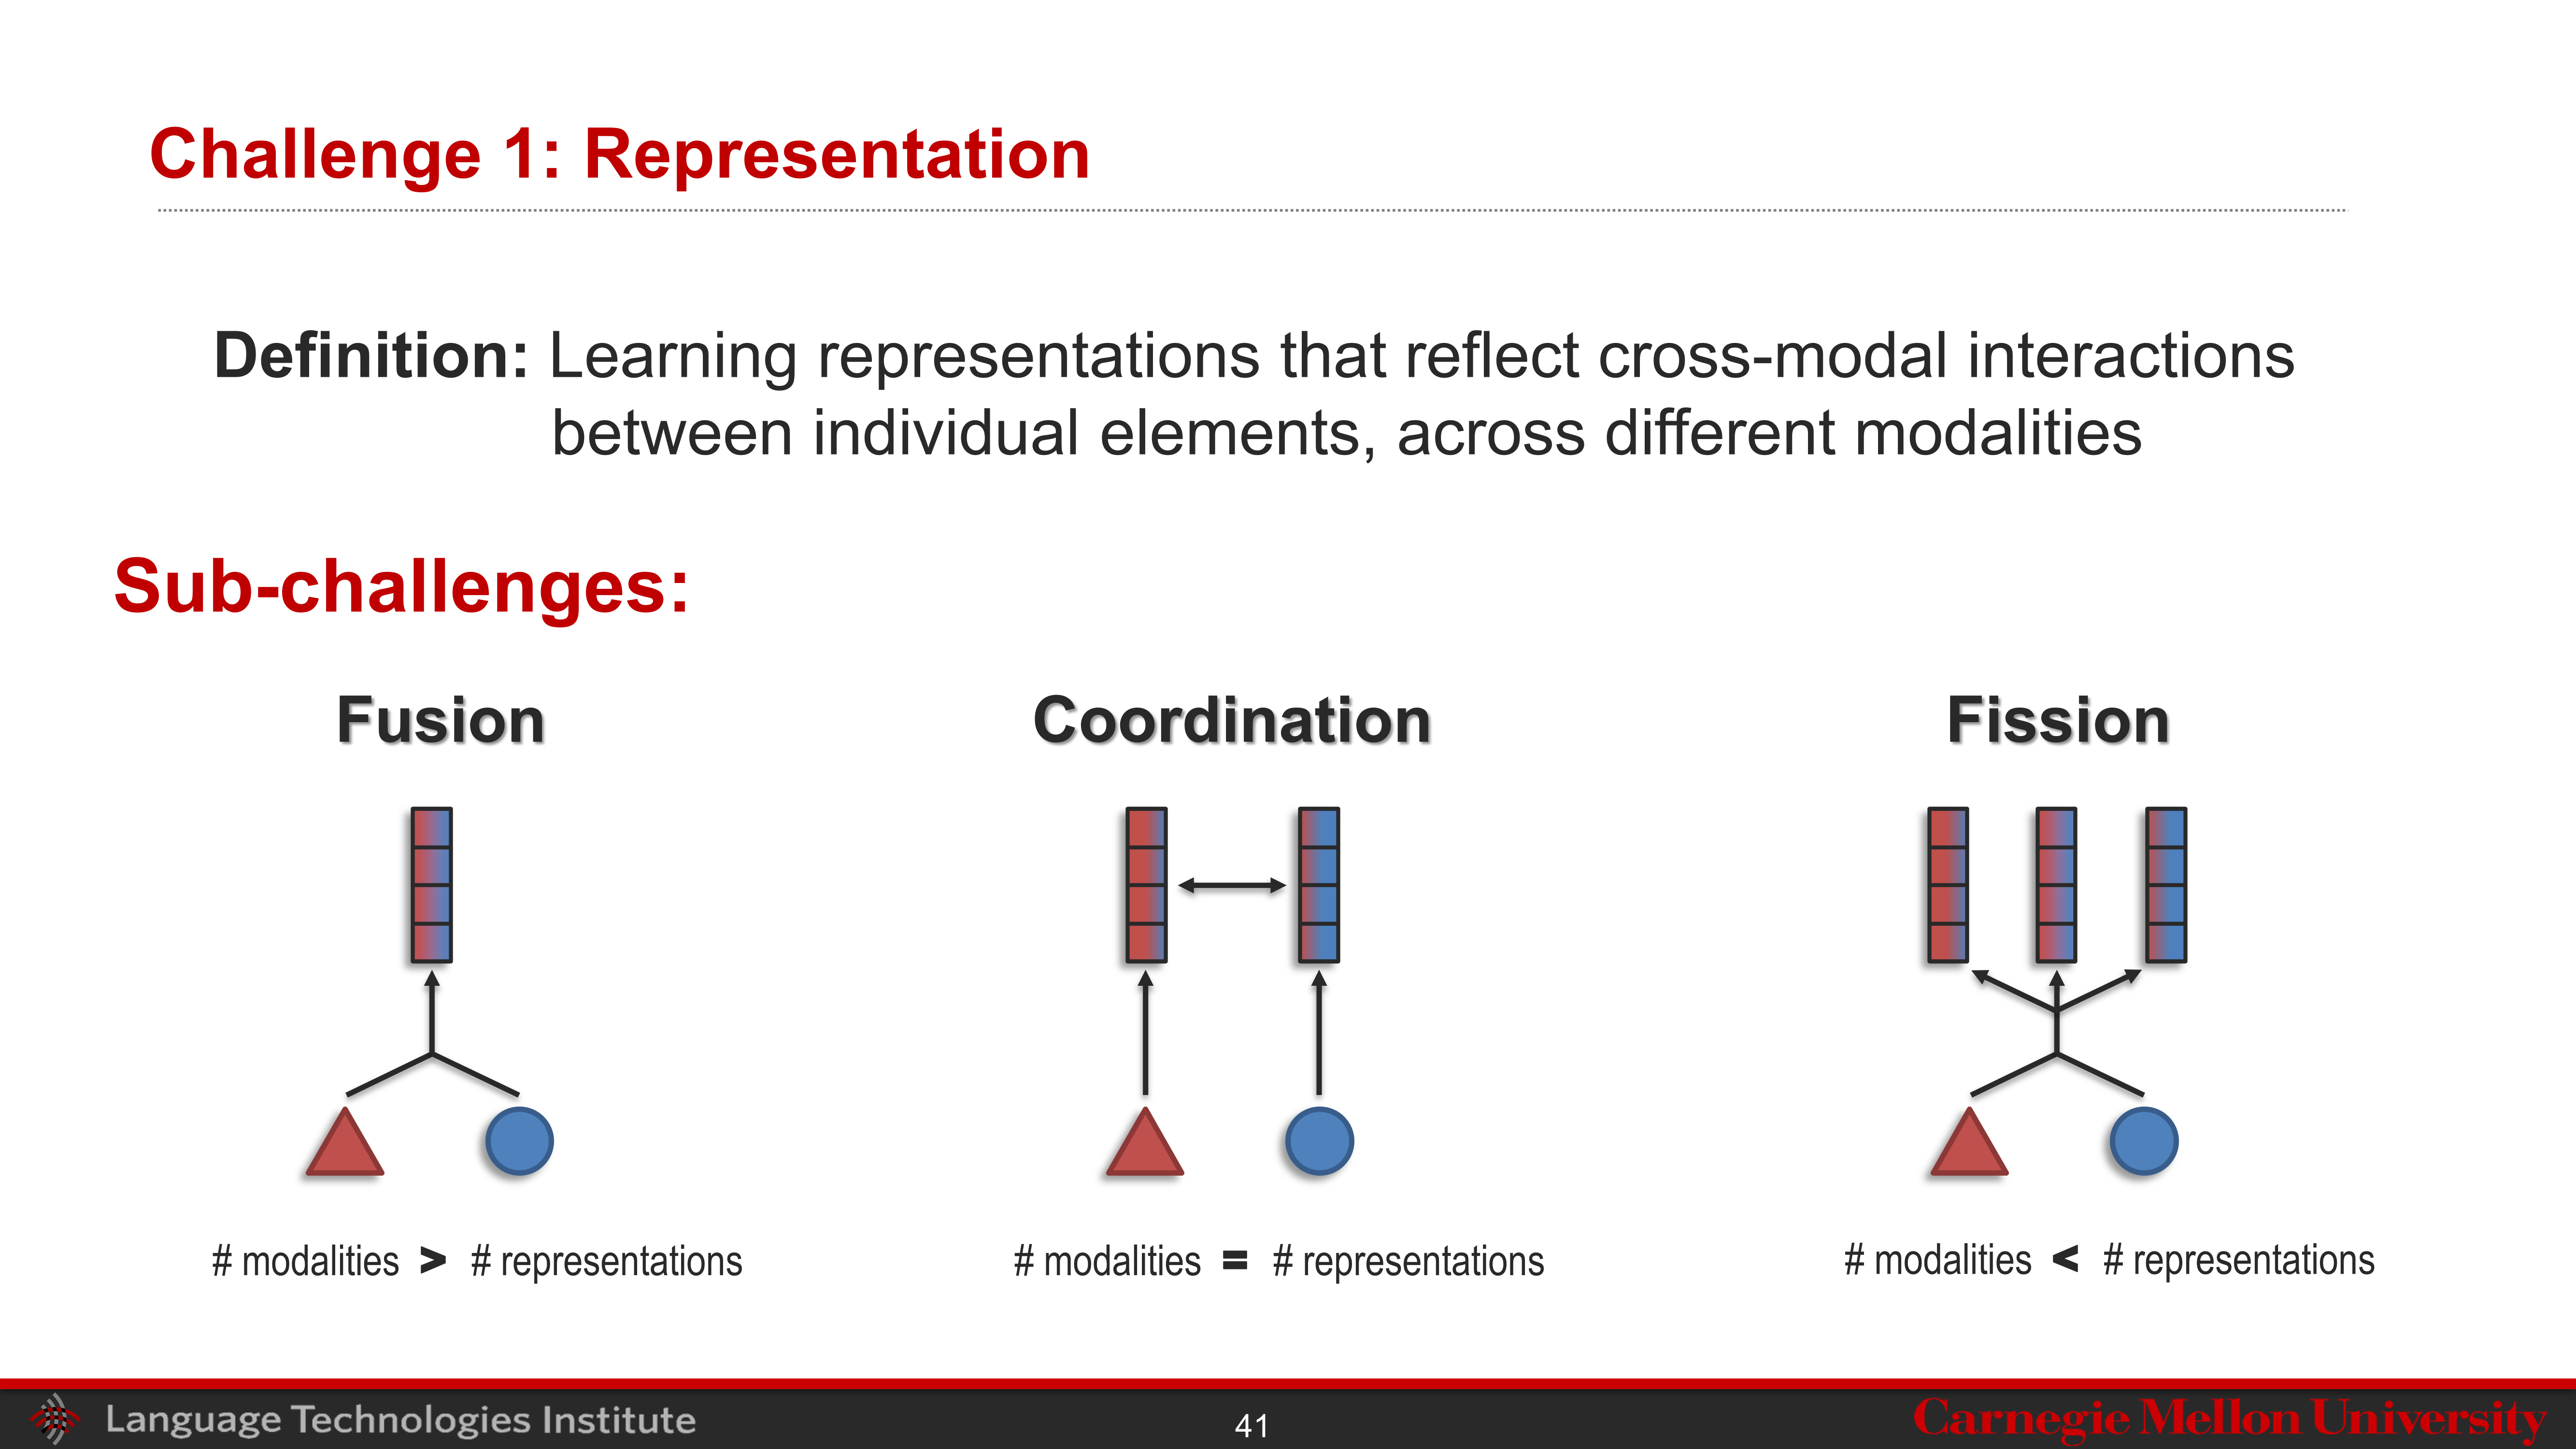 Challenge 1: Representation
Definition: Learning representations that reflect cross-modal interactions
between individual elements, across different modalities
Sub-challenges:
Fusion
Coordination
Fission
# modalities > # representations
# modalities = # representations
# modalities < # representations
Language Technologies Institute
41
Carnegie Mellon University